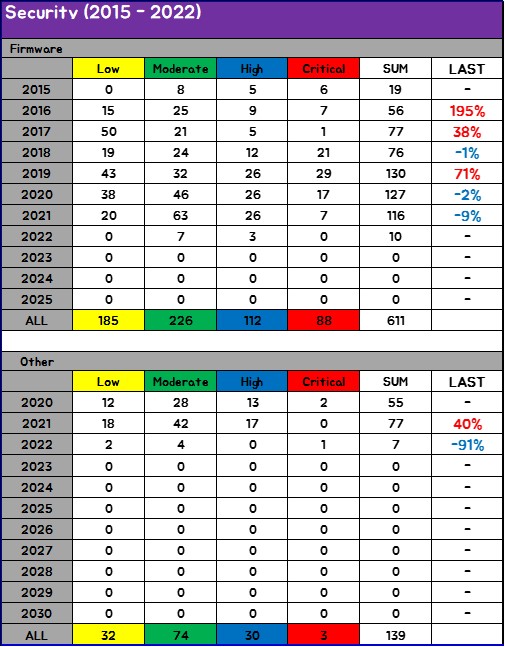 Security (2015 - 2022)
Firmware
Low Moderate High Critical SUM LAST
2015 0 8 5 6 19 -
2016 15 25 9 7 56 195%
2017 50 21 5 1 77 38%
2018 19 24 12 21 76 -1%
2019 43 32 26 29 130 71%
2020 38 46 26 17 127 -2%
2021 20 63 26 7 116 -9%
2022 0 7 3 0 10 -
2023 0 0 0 0 0 -
2024 0 0 0 0 0 -
2025 0 0 0 0 0 -
ALL 185 226 112 88 611
Other
Low Moderate High Critical SUM LAST
2020 12 28 13 2 55 -
2021 18 42 17 0 77 40%
2022 2 4 0 1 7 -91%
2023 0 0 0 0 0 -
2024 0 0 0 0 0 -
2025 0 0 0 0 0 -
2026 0 0 0 0 0 -
2027 0 0 0 0 0 -
2028 0 0 0 0 0 -
2029 0 0 0 0 0 -
2030 0 0 0 0 0 -
ALL 32 74 30 3 139